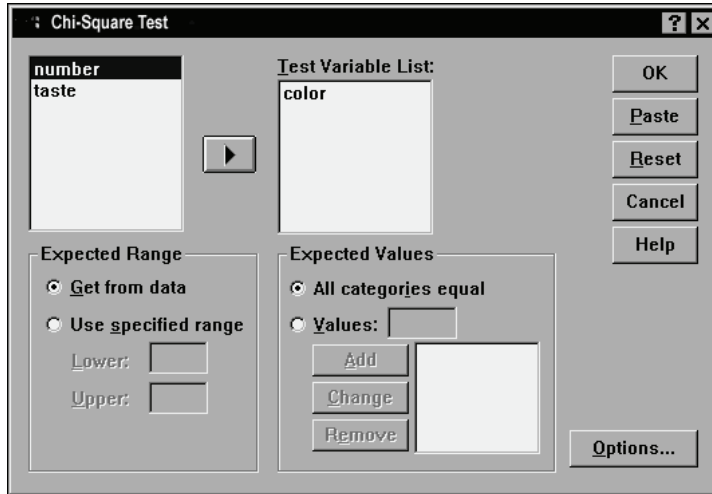 Chi-Square Test
number
taste
Test Variable List:
color
OK
Paste
Reset
Cancel
Help
Expected Range
Get from data
Use specified range
Lower:
Upper:
Expected Values
All categories equal
Values:
Add
Change
Remove
Options...